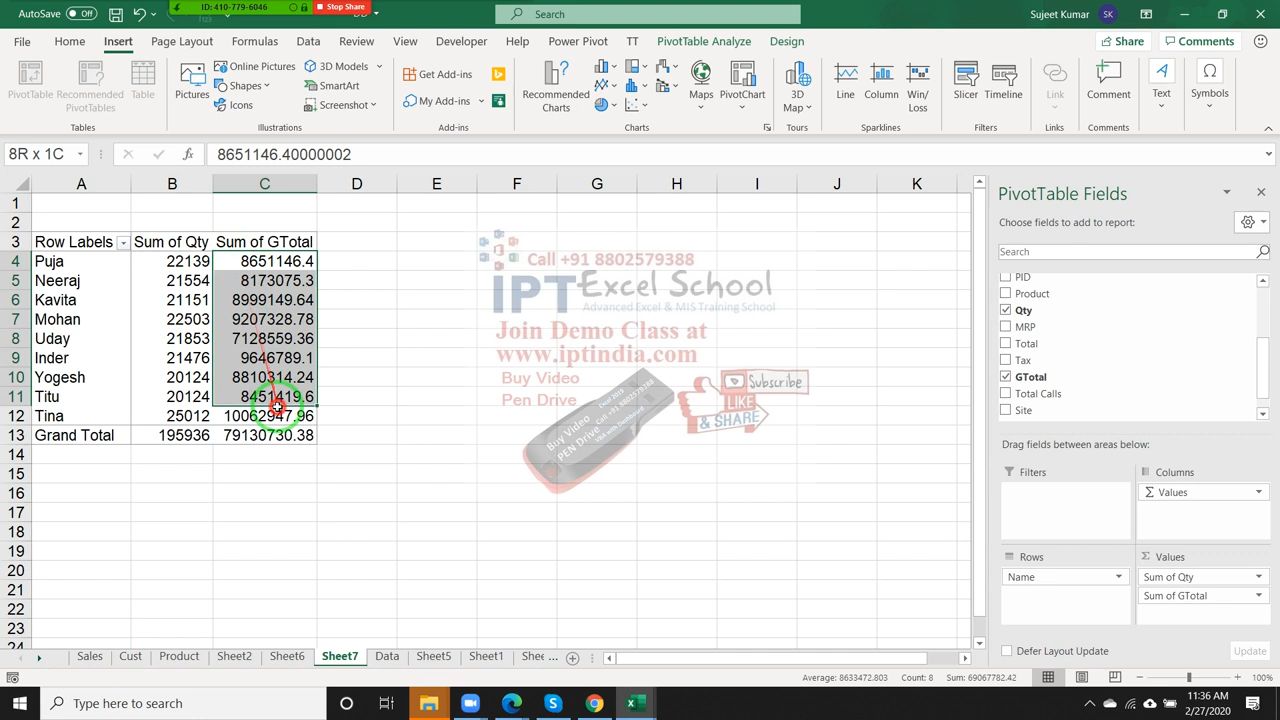 AutoSave Off
ID: 410-779-6046
Stop Share
Search
Sujeet Kumar
SK
File Home Insert Page Layout Formulas Data Review View Developer Help Power Pivot TT PivotTable Analyze Design
Share
Comments
PivotTable
Recommended PivotTables
Table
Pictures
Online Pictures
Shapes
Icons
3D Models
SmartArt
Screenshot
Get Add-ins
My Add-ins
Recommended Charts
Maps
PivotChart
3D Map
Line
Column
Win/Loss
Slicer
Timeline
Link
Comment
Text
Symbols
Tables Illustrations Add-ins Charts Tours Sparklines Filters Links Comments
8R x 1C
fx
8651146.40000002
A B C D E F G H I J K
1
2
3 Row Labels Sum of Qty Sum of GTotal
4 Puja 22139 8651146.4
5 Neeraj 21554 8173075.3
6 Kavita 21151 8999149.64
7 Mohan 22503 9207328.78
8 Uday 21853 7128559.36
9 Inder 21476 9646789.1
10 Yogesh 20124 8810314.24
11 Titu 20124 8451419.6
12 Tina 25012 10062947.96
13 Grand Total 195936 79130730.38
14
15
16
17
18
19
20
21
22
23
24
Call +91 8802579388
IPT Excel School
Advanced Excel & MIS Training School
Join Demo Class at
www.iptindia.com
Buy Video
Pen Drive
Buy Video
PEN Drive
Subscribe
LIKE
& SHARE
PivotTable Fields
Choose fields to add to report:
Search
PID
Product
Qty
MRP
Total
Tax
GTotal
Total Calls
Site
Drag fields between areas below:
Filters
Columns
Σ Values
Rows
Σ Values
Name
Sum of Qty
Sum of GTotal
Defer Layout Update
Update
Sales Cust Product Sheet2 Sheet6 Sheet7 Data Sheet5 Sheet1 Shee ...
Average: 8633472.803 Count: 8 Sum: 69067782.42
100%
Type here to search
11:36 AM
2/27/2020